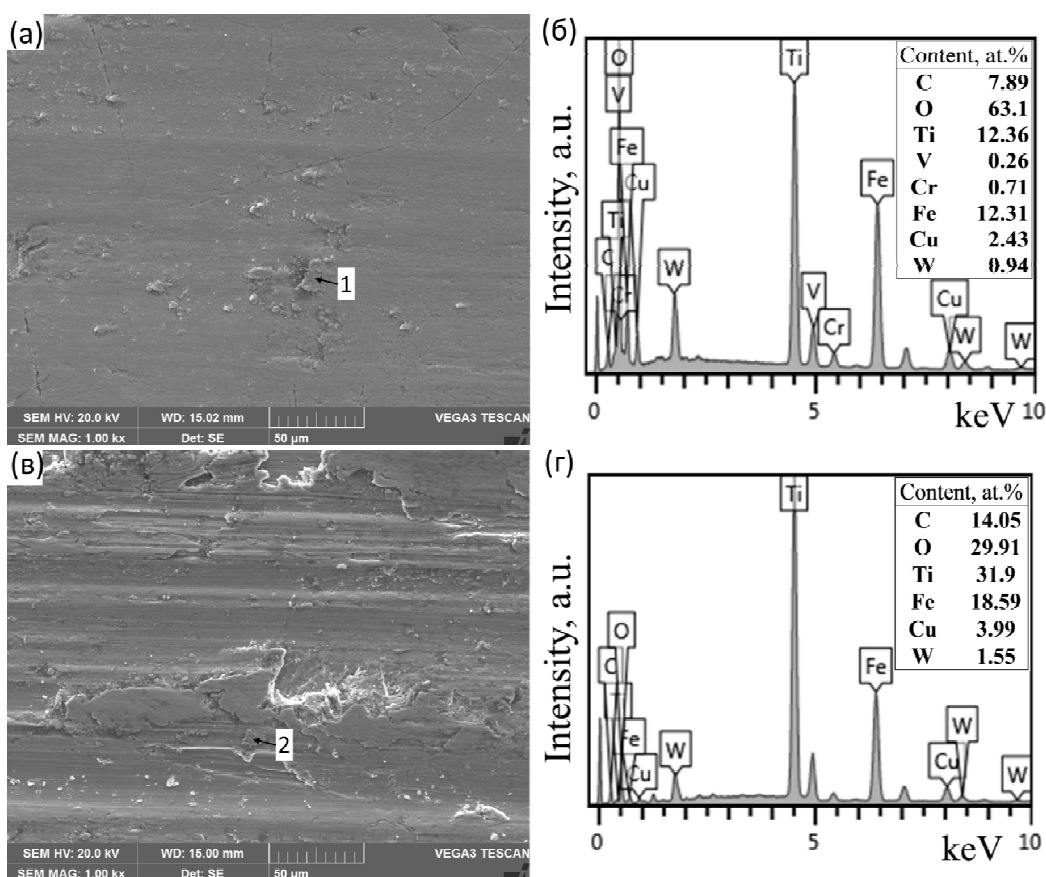 (а)
1
SEM HV: 20.0 kV WD: 15.02 mm VEGA3 TESCAN
SEM MAG: 1.00 kx Det: SE 50 µm
(б)
Intensity, a.u.
O
V
Fe
Cu
Ti
C
Cr
W
Ti
V
Cr
Fe
Cu
W
W
Content, at.%
C 7.89
O 63.1
Ti 12.36
V 0.26
Cr 0.71
Fe 12.31
Cu 2.43
W 0.94
0 5 10
keV
(в)
2
SEM HV: 20.0 kV WD: 15.00 mm VEGA3 TESCAN
SEM MAG: 1.00 kx Det: SE 50 µm
(г)
Intensity, a.u.
O
C
Fe
Cu
W
Ti
Fe
Cu
W
W
Content, at.%
C 14.05
O 29.91
Ti 31.9
Fe 18.59
Cu 3.99
W 1.55
0 5 10
keV